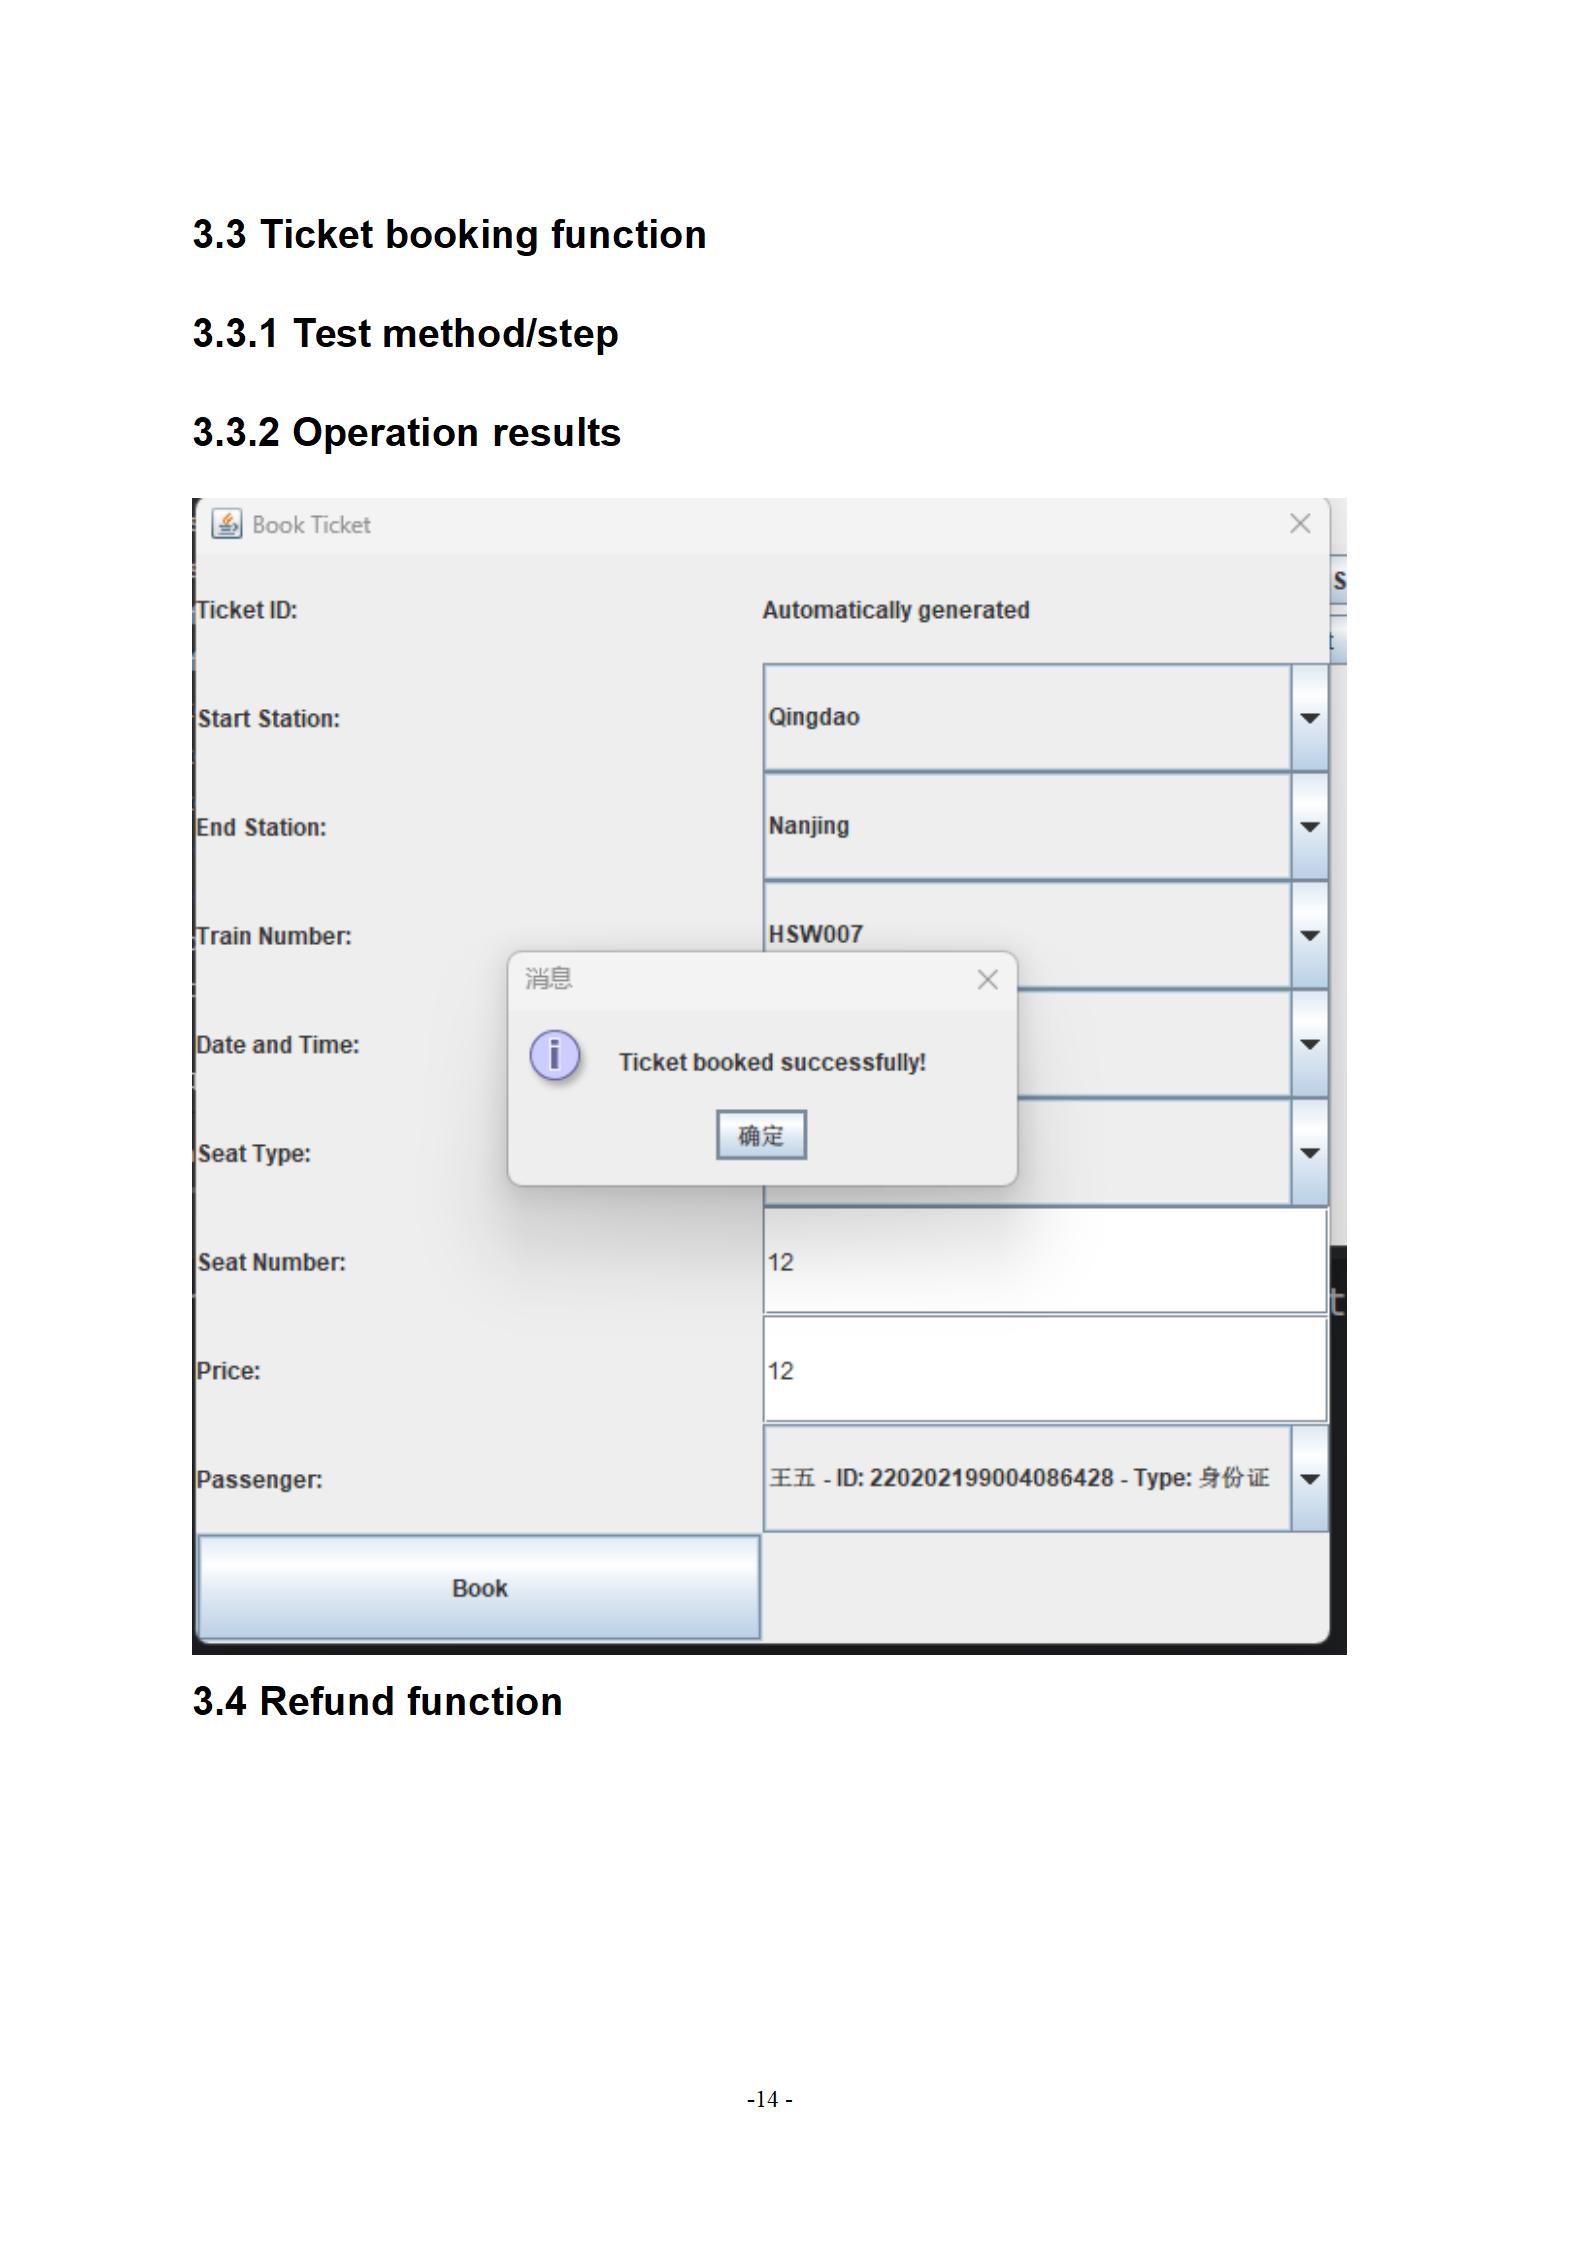 3.3 Ticket booking function
3.3.1 Test method/step
3.3.2 Operation results
Book Ticket
Ticket ID: Automatically generated
S
t
Start Station: Qingdao
End Station: Nanjing
Train Number: HSW007
消息
Date and Time:
Ticket booked successfully!
确定
Seat Type:
Seat Number: 12
t
Price: 12
Passenger: 王五 - ID: 220202199004086428 - Type: 身份证
Book
3.4 Refund function
-14 -